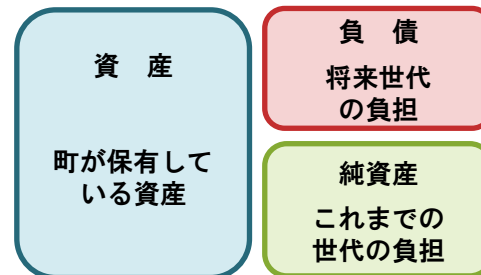 資　産
町が保有して
いる資産
負　債
将来世代
の負担
純資産
これまでの
世代の負担